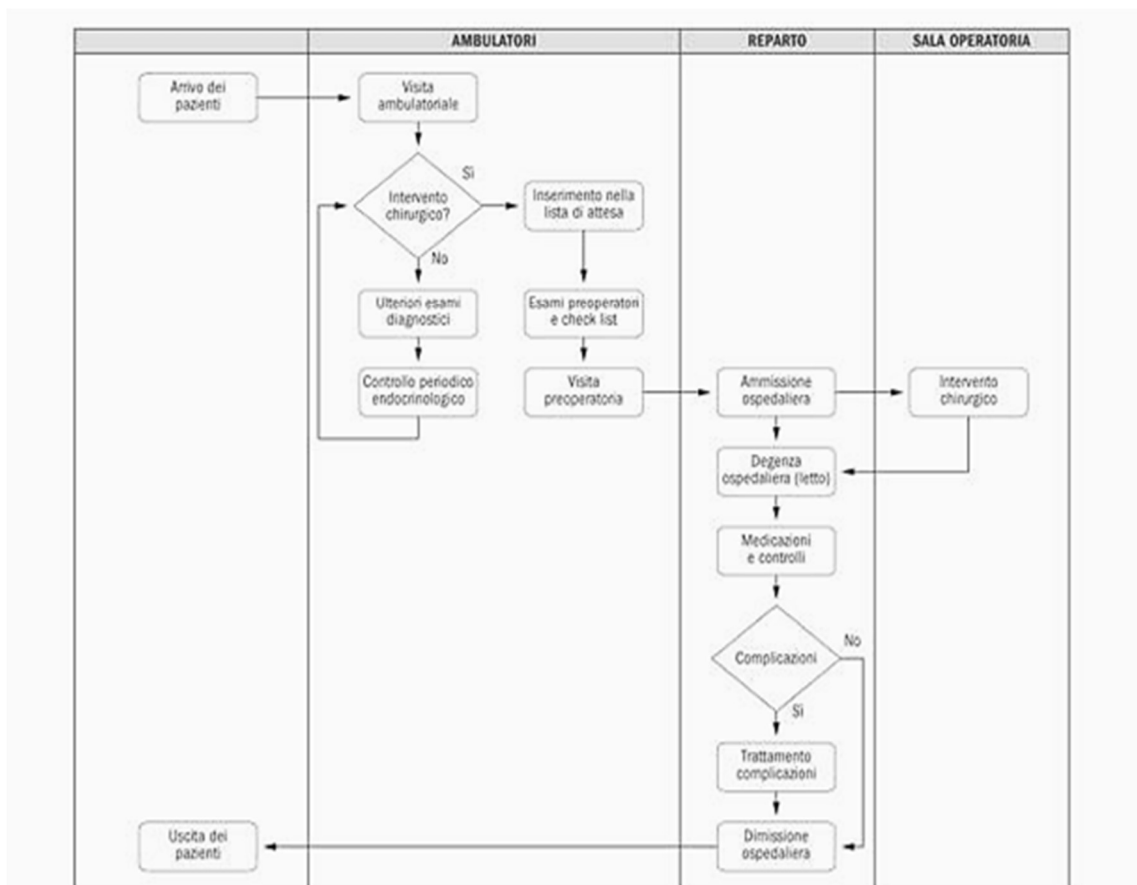 AMBULATORI
REPARTO
SALA OPERATORIA
Arrivo dei
pazienti
Visita
ambulatoriale
Intervento
chirurgico?
Sì
No
Inserimento nella
lista di attesa
Ulteriori esami
diagnostici
Esami preoperatori
e check list
Controllo periodico
endocrinologico
Visita
preoperatoria
Ammissione
ospedaliera
Intervento
chirurgico
Degenza
ospedaliera (letto)
Medicazioni
e controlli
Complicazioni
No
Sì
Trattamento
complicazioni
Dimissione
ospedaliera
Uscita dei
pazienti